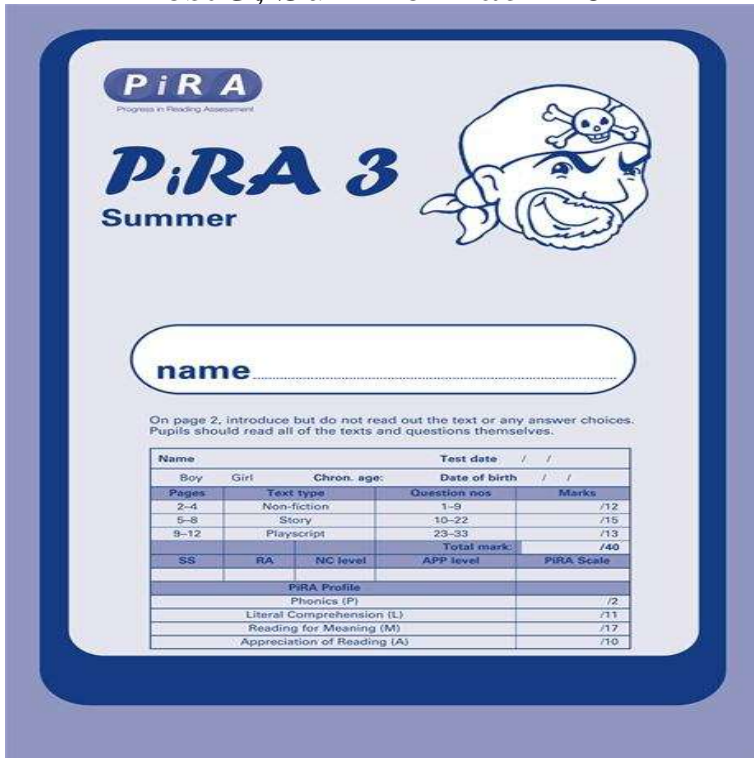 PiRA
Progress in Reading Assessment
PiRA 3
Summer
name
On page 2, introduce but do not read out the text or any answer choices.
Pupils should read all of the texts and questions themselves.
Name Test date / /
Boy Girl Chron. age: Date of birth / /
Pages Text type Question nos Marks
2–4 Non-fiction 1–9 /12
5–8 Story 10–22 /15
9–12 Playscript 23–33 /13
Total mark: /40
SS RA NC level APP level PiRA Scale
PiRA Profile
Phonics (P) /2
Literal Comprehension (L) /11
Reading for Meaning (M) /17
Appreciation of Reading (A) /10